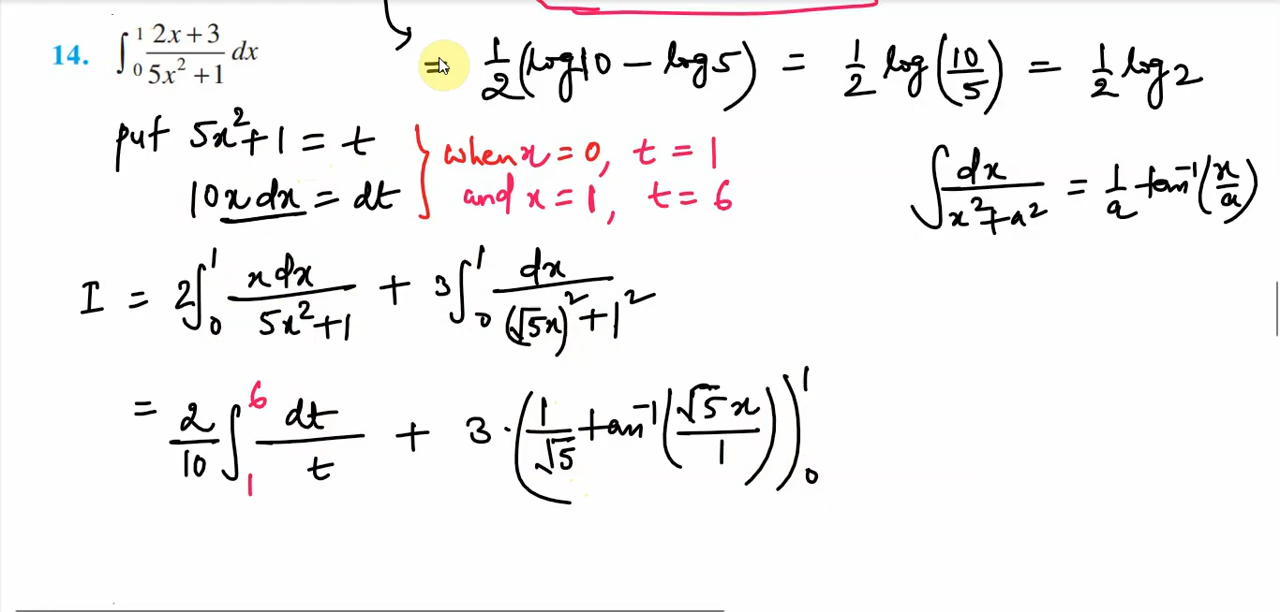 14. ∫₀¹ (2x + 3)/(5x² + 1) dx
= 1/2 (log10 − log5) = 1/2 log(10/5) = 1/2 log2
put 5x²+1 = t
10x dx = dt
when x = 0, t = 1
and x = 1, t = 6
∫ dx/(x²+a²) = 1/a tan⁻¹(x/a)
I = 2∫₀¹ x dx/(5x²+1) + 3∫₀¹ dx/((√5x)²+1²)
= 2/10 ∫₁⁶ dt/t + 3·(1/√5 tan⁻¹(√5x/1))₀¹